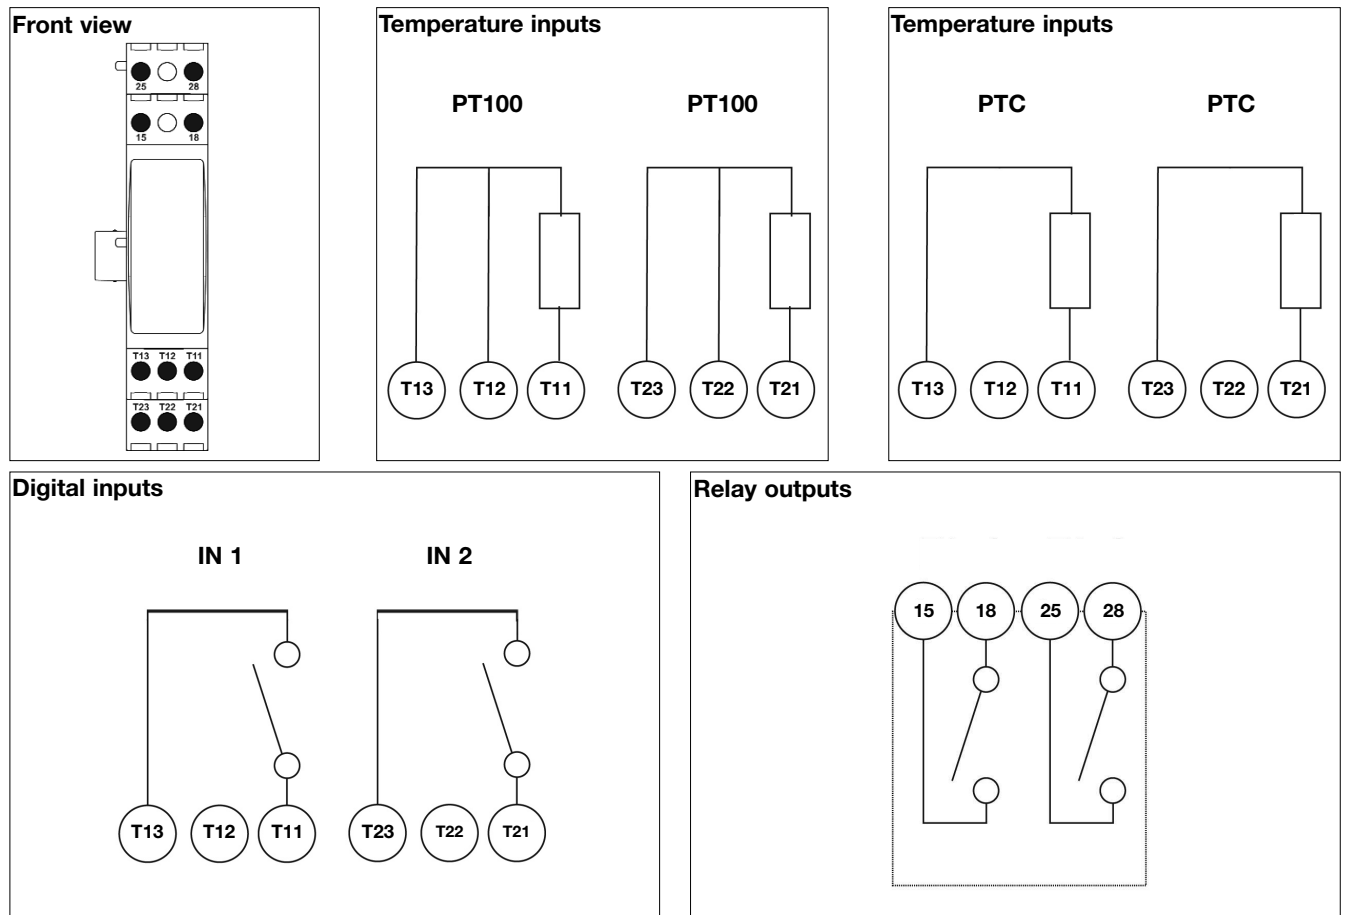 Front view
25 28
15 18
T13 T12 T11
T23 T22 T21
Temperature inputs
PT100 PT100
T13 T12 T11 T23 T22 T21
Temperature inputs
PTC PTC
T13 T12 T11 T23 T22 T21
Digital inputs
IN 1 IN 2
T13 T12 T11 T23 T22 T21
Relay outputs
15 18 25 28